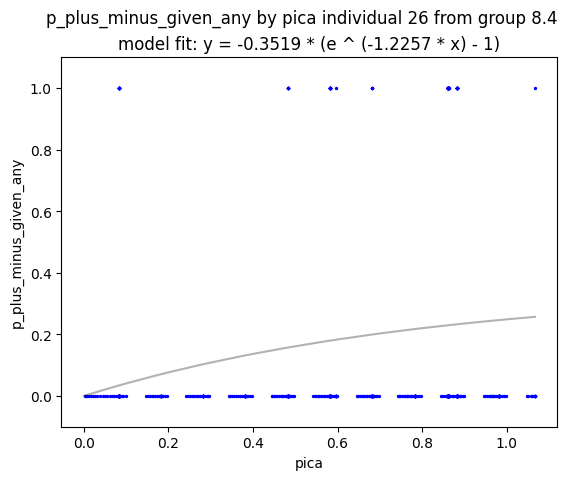 p_plus_minus_given_any by pica individual 26 from group 8.4
model fit: y = -0.3519 * (e ^ (-1.2257 * x) - 1)
1.0
0.8
0.6
0.4
0.2
0.0
p_plus_minus_given_any
0.0 0.2 0.4 0.6 0.8 1.0
pica